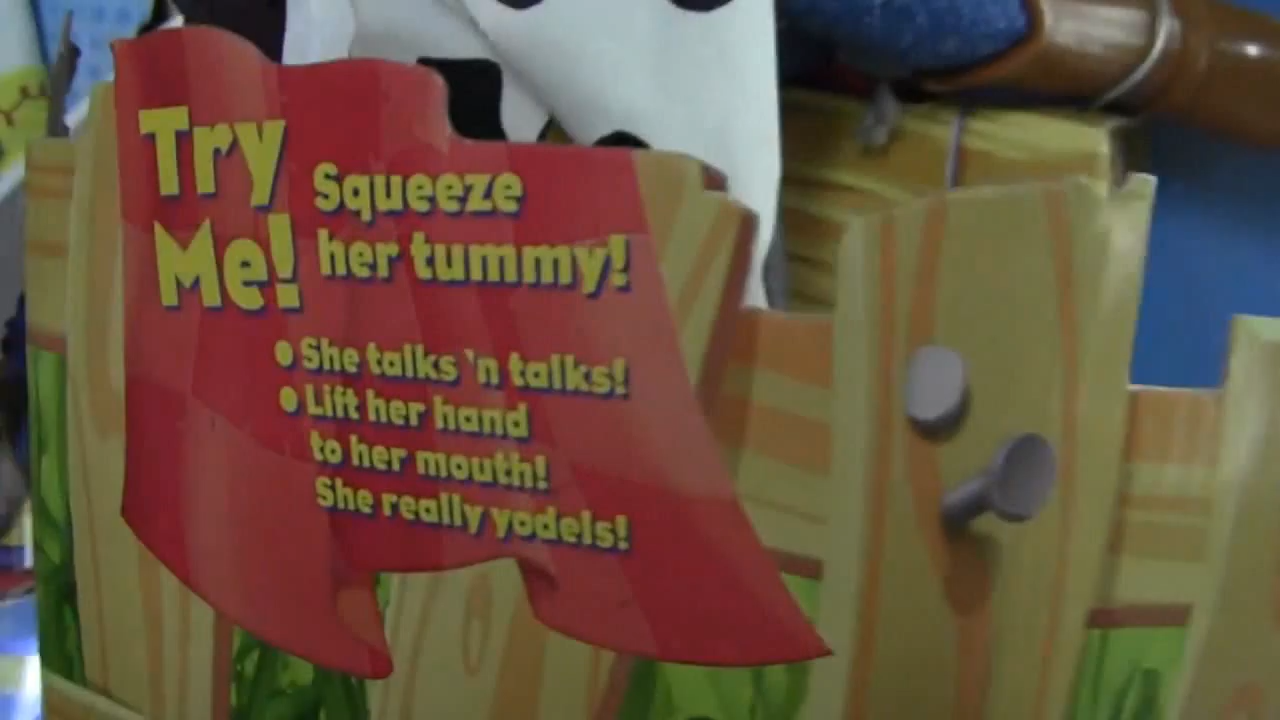 Try
Me!
Squeeze
her tummy!
• She talks 'n talks!
• Lift her hand
to her mouth!
She really yodels!